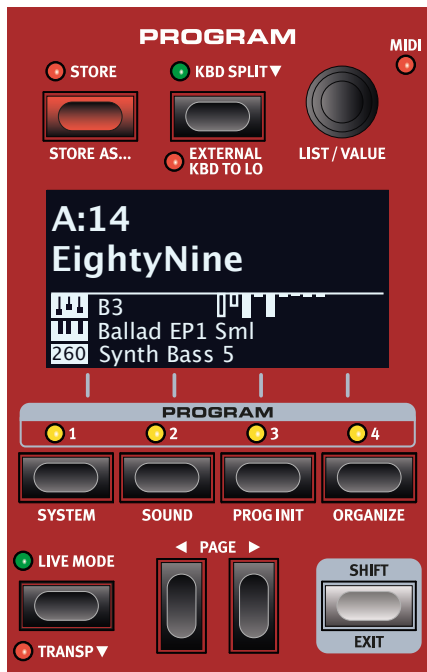 PROGRAM
MIDI
STORE
KBD SPLIT▼
STORE AS...
EXTERNAL
KBD TO LO
LIST / VALUE
A:14
EightyNine
B3
Ballad EP1 Sml
260 Synth Bass 5
PROGRAM
1 2 3 4
SYSTEM SOUND PROG INIT ORGANIZE
◄ PAGE ►
LIVE MODE
SHIFT
EXIT
TRANSP▼